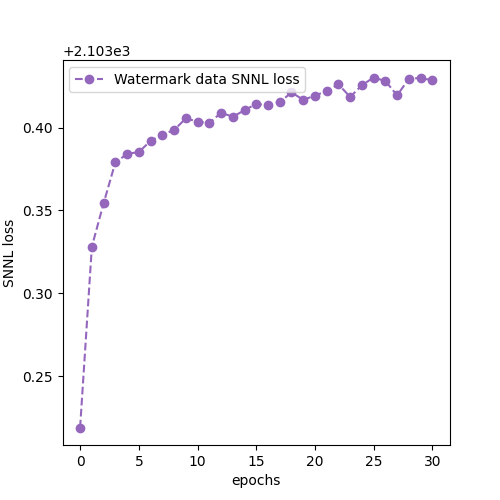 +2.103e3
Watermark data SNNL loss
0.40
0.35
0.30
0.25
SNNL loss
0 5 10 15 20 25 30
epochs